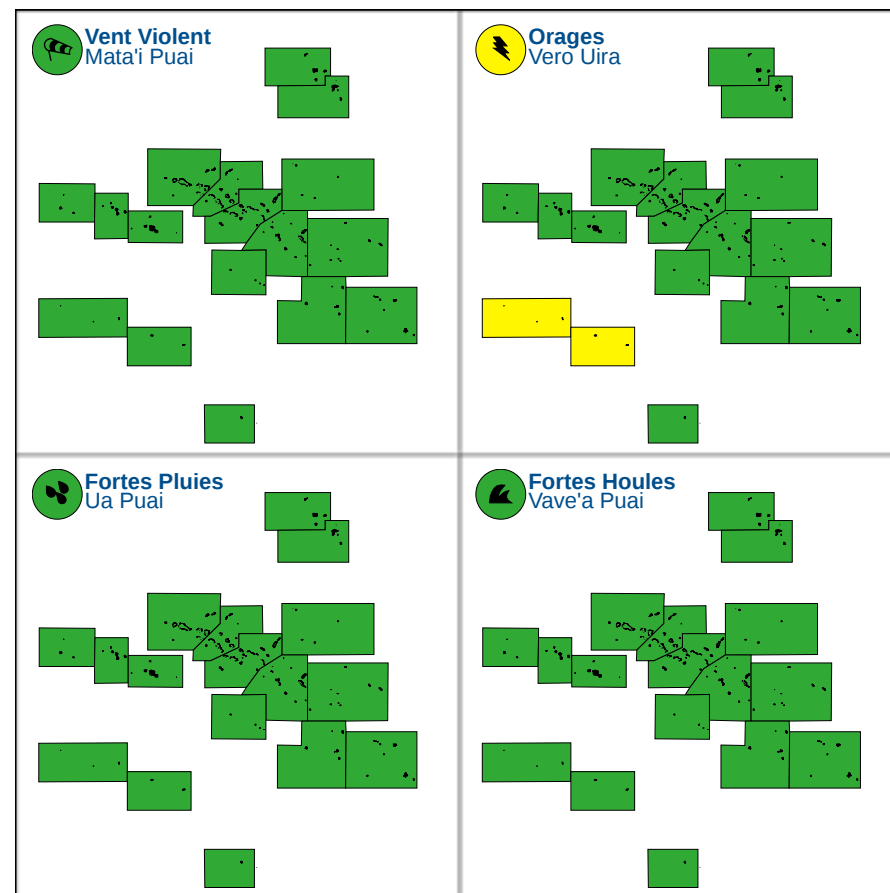 Vent Violent
Mata'i Puai
Orages
Vero Uira
Fortes Pluies
Ua Puai
Fortes Houles
Vave'a Puai